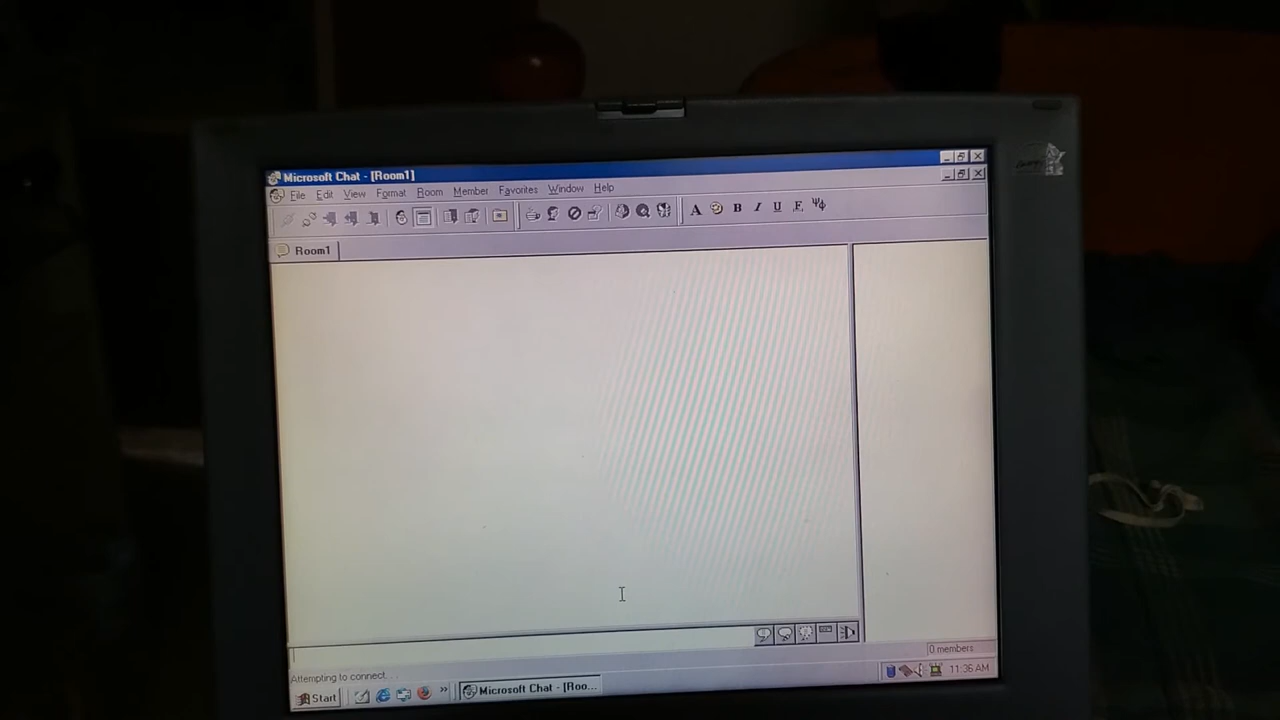 Microsoft Chat - [Room1]
File Edit View Format Room Member Favorites Window Help
A B I U F
Room1
0 members
Attempting to connect. . .
Start
Microsoft Chat - [Roo...
11:36 AM